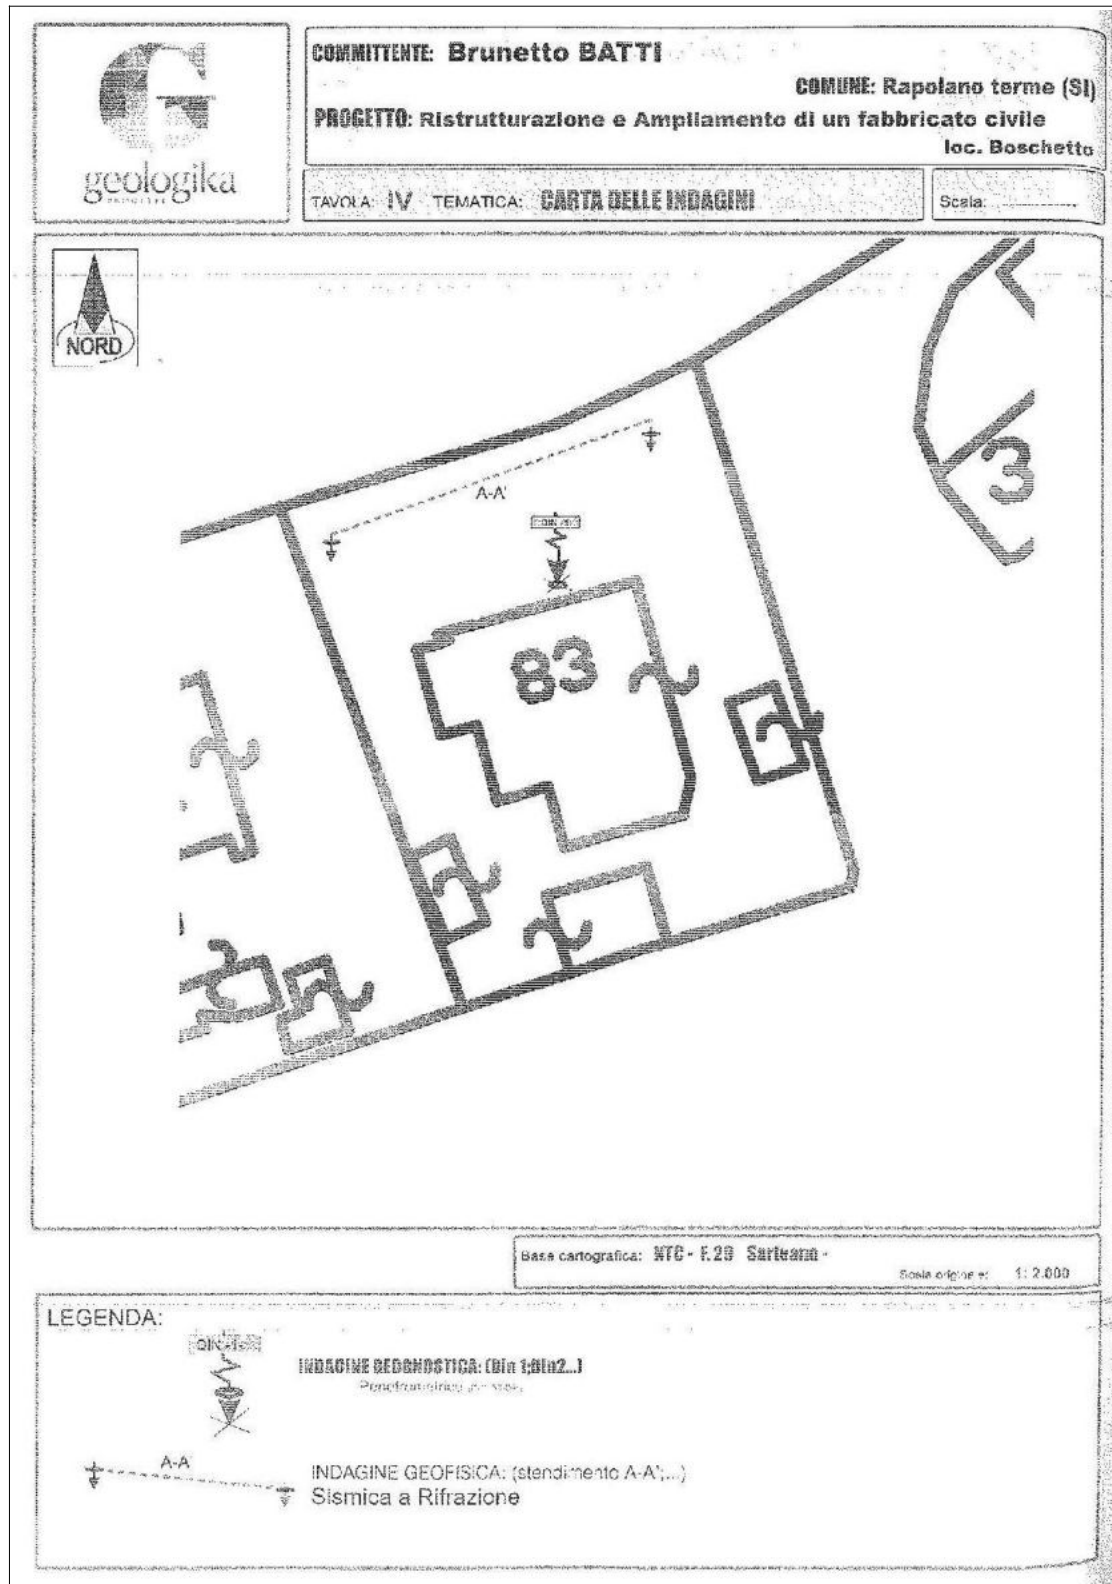 COMMITTENTE: Brunetto BATTI
COMUNE: Rapolano terme (SI)
PROGETTO: Ristrutturazione e Ampliamento di un fabbricato civile
loc. Boschetto
geologika
TAVOLA: IV TEMATICA: CARTA DELLE INDAGINI
Scala:
NORD
A-A'
3
83
Base cartografica: NTC - F.29 Sarteano -
1: 2.000
LEGENDA:
INDAGINE GEOGNOSTICA: (Din 1;Din2...)
A-A'
INDAGINE GEOFISICA: (stendimento A-A';...)
Sismica a Rifrazione